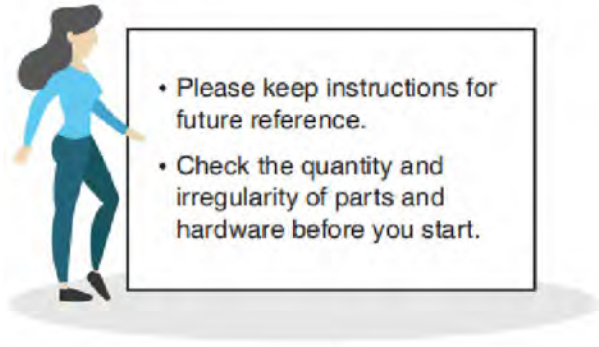 • Please keep instructions for
future reference.
• Check the quantity and
irregularity of parts and
hardware before you start.